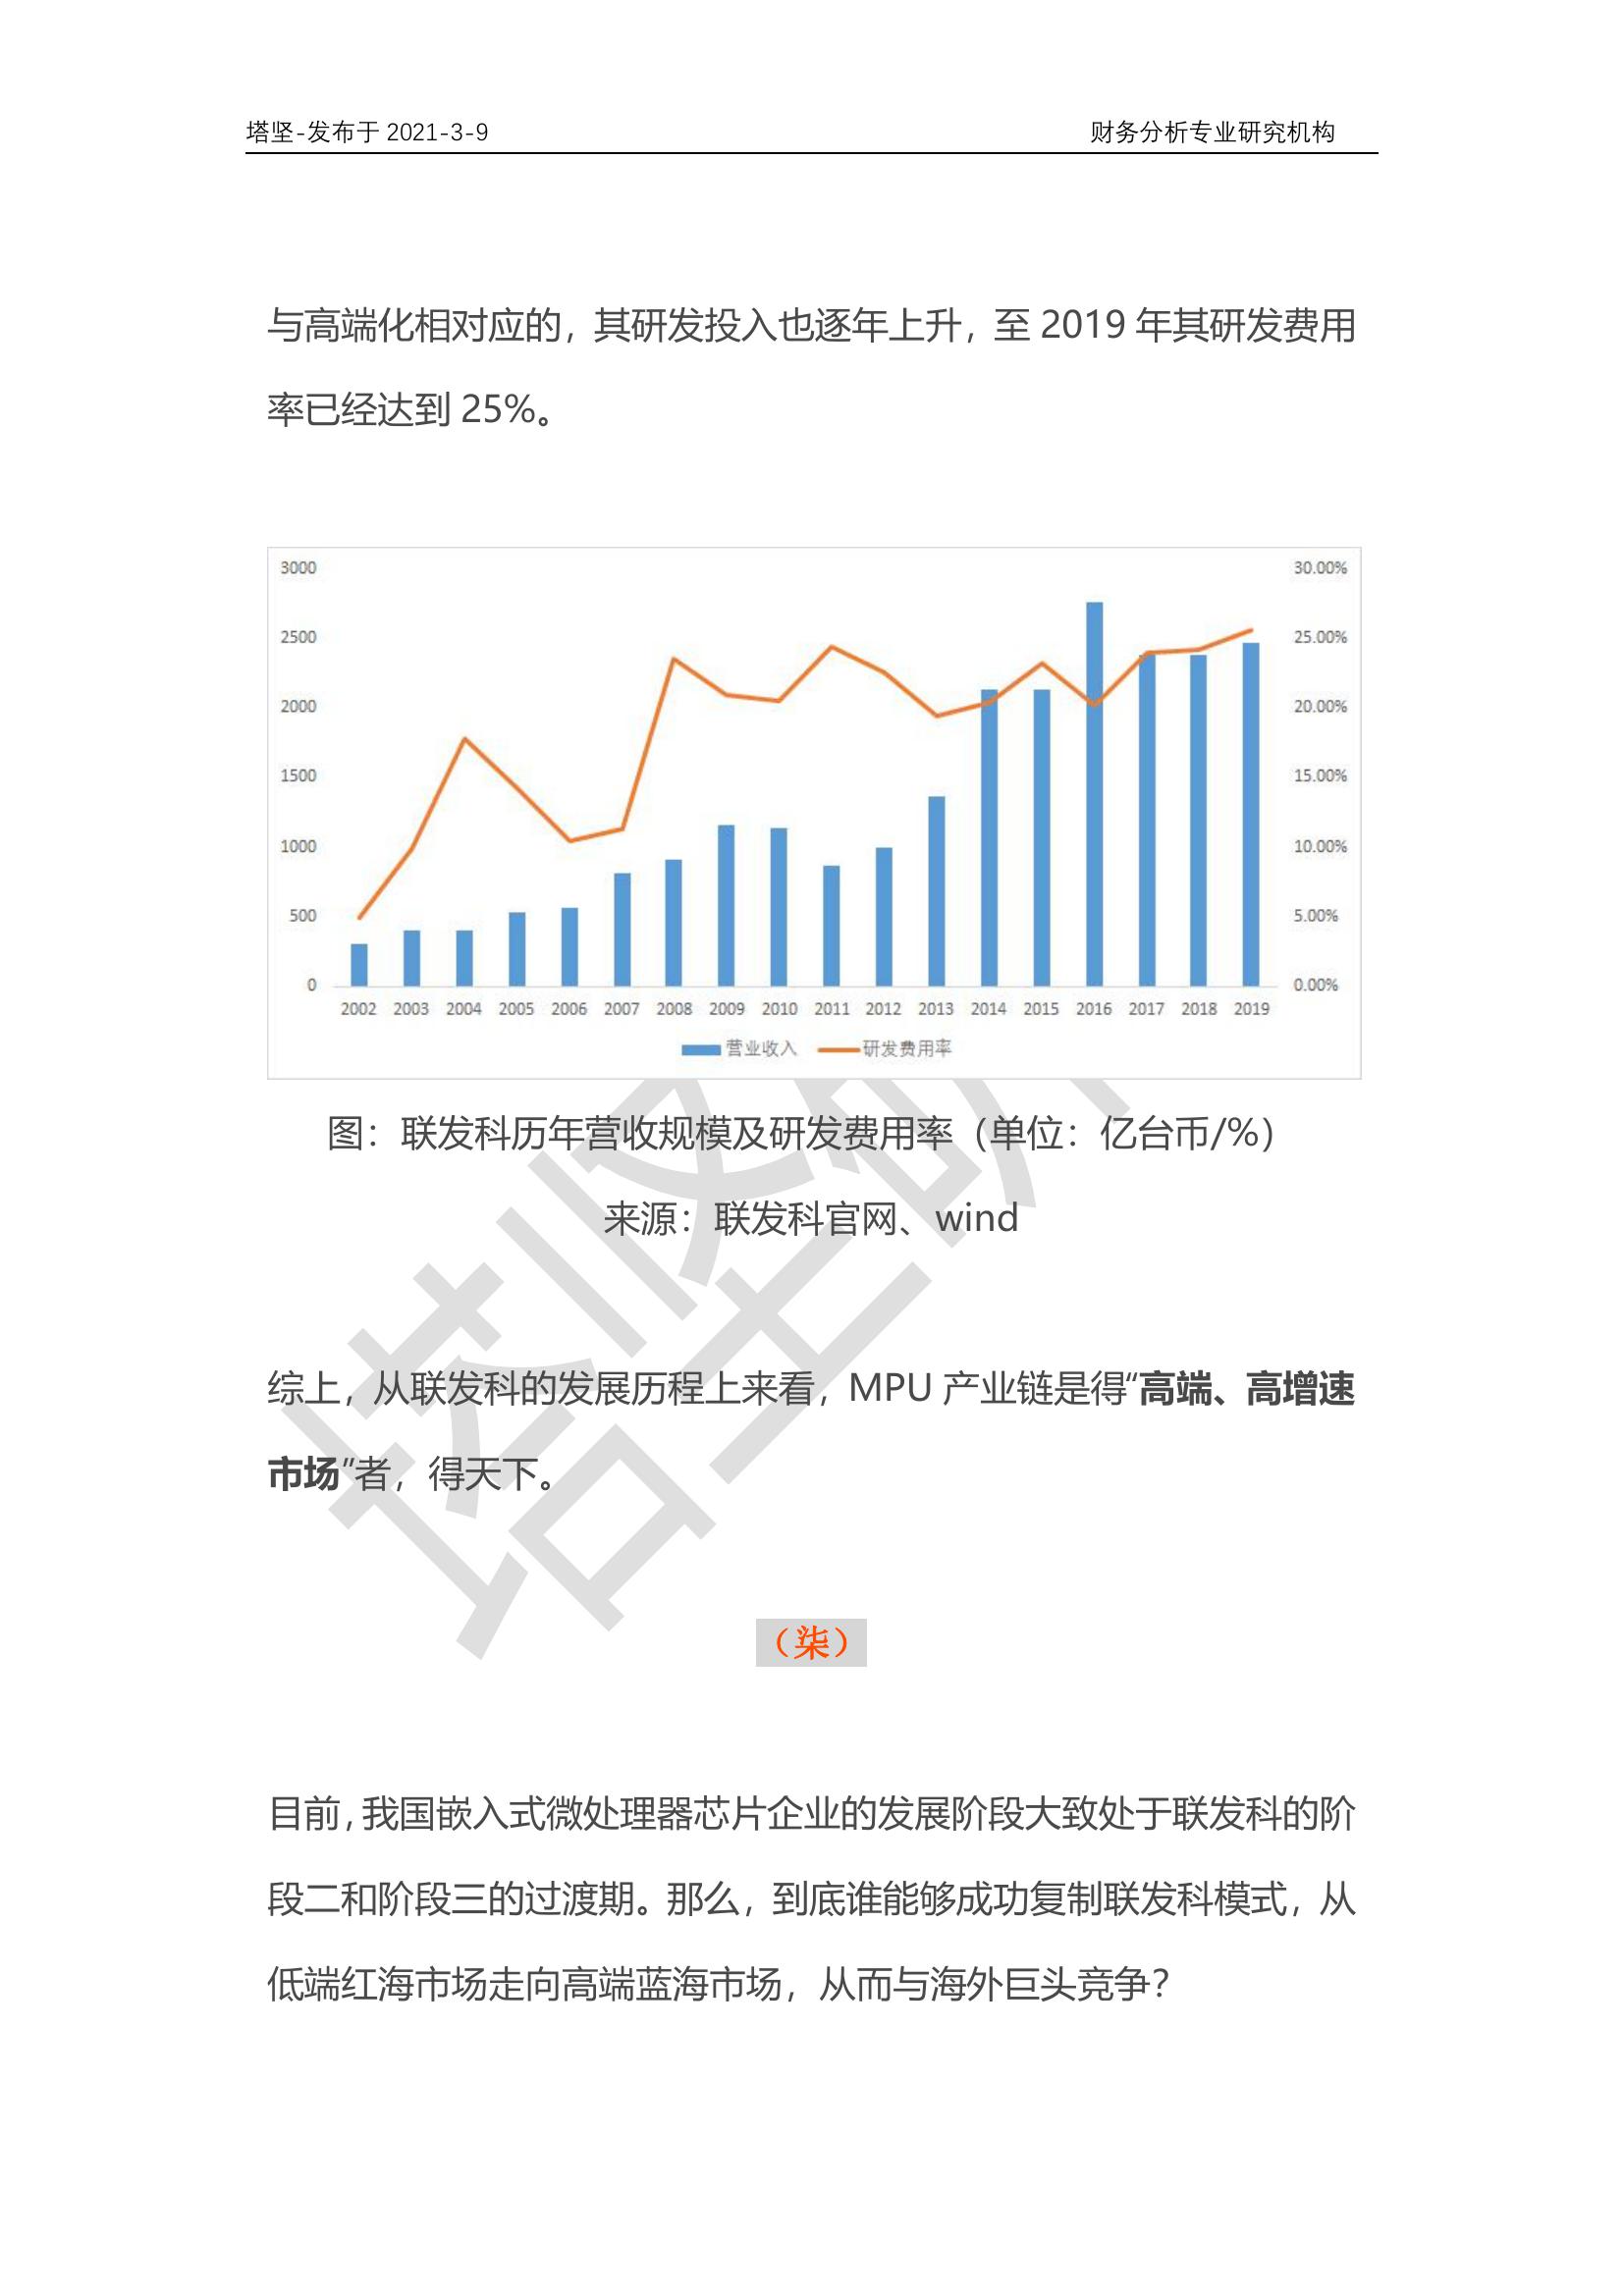 塔坚-发布于 2021-3-9 财务分析专业研究机构
与高端化相对应的，其研发投入也逐年上升，至 2019 年其研发费用
率已经达到 25%。
3000 30.00%
2500 25.00%
2000 20.00%
1500 15.00%
1000 10.00%
500 5.00%
0 0.00%
2002 2003 2004 2005 2006 2007 2008 2009 2010 2011 2012 2013 2014 2015 2016 2017 2018 2019
营业收入 研发费用率
图：联发科历年营收规模及研发费用率（单位：亿台币/%）
来源：联发科官网、wind
综上，从联发科的发展历程上来看，MPU 产业链是得“高端、高增速
市场”者，得天下。
（柒）
目前，我国嵌入式微处理器芯片企业的发展阶段大致处于联发科的阶
段二和阶段三的过渡期。那么，到底谁能够成功复制联发科模式，从
低端红海市场走向高端蓝海市场，从而与海外巨头竞争？
塔坚